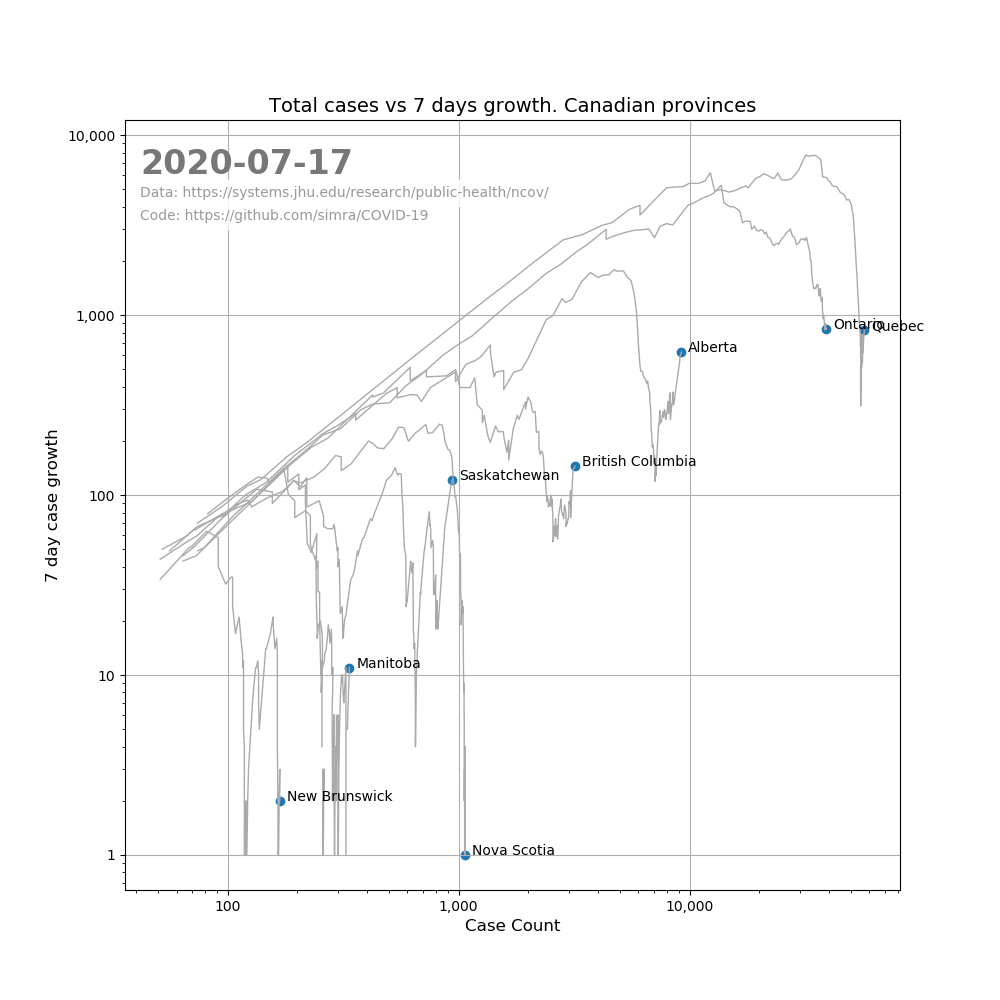 Total cases vs 7 days growth. Canadian provinces
10,000
2020-07-17
Data: https://systems.jhu.edu/research/public-health/ncov/
Code: https://github.com/simra/COVID-19
1,000
Ontario
Quebec
Alberta
British Columbia
Saskatchewan
100
7 day case growth
Manitoba
10
New Brunswick
Nova Scotia
1
100
1,000
10,000
Case Count